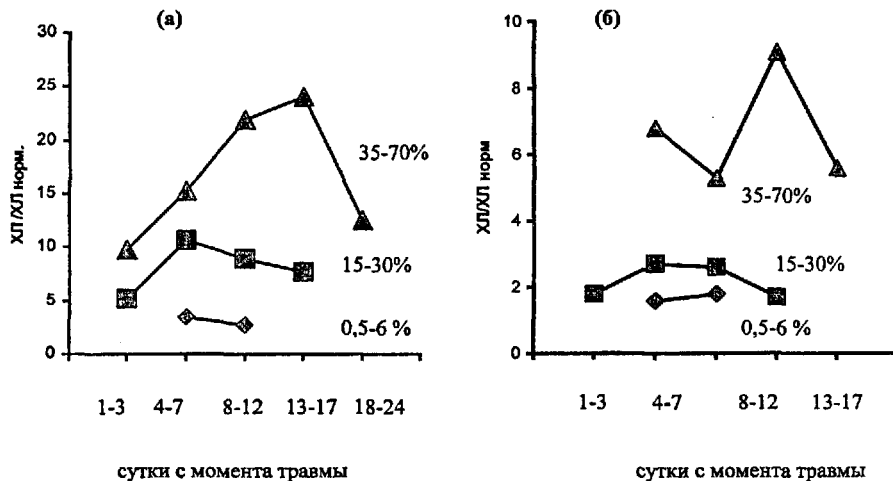 (а)
ХЛ/ХЛ норм.
30
25
20
15
10
5
0
35-70%
15-30%
0,5-6 %
1-3 4-7 8-12 13-17 18-24
сутки с момента травмы
(б)
ХЛ/ХЛ норм
10
8
6
4
2
0
35-70%
15-30%
0,5-6 %
1-3 4-7 8-12 13-17
сутки с момента травмы